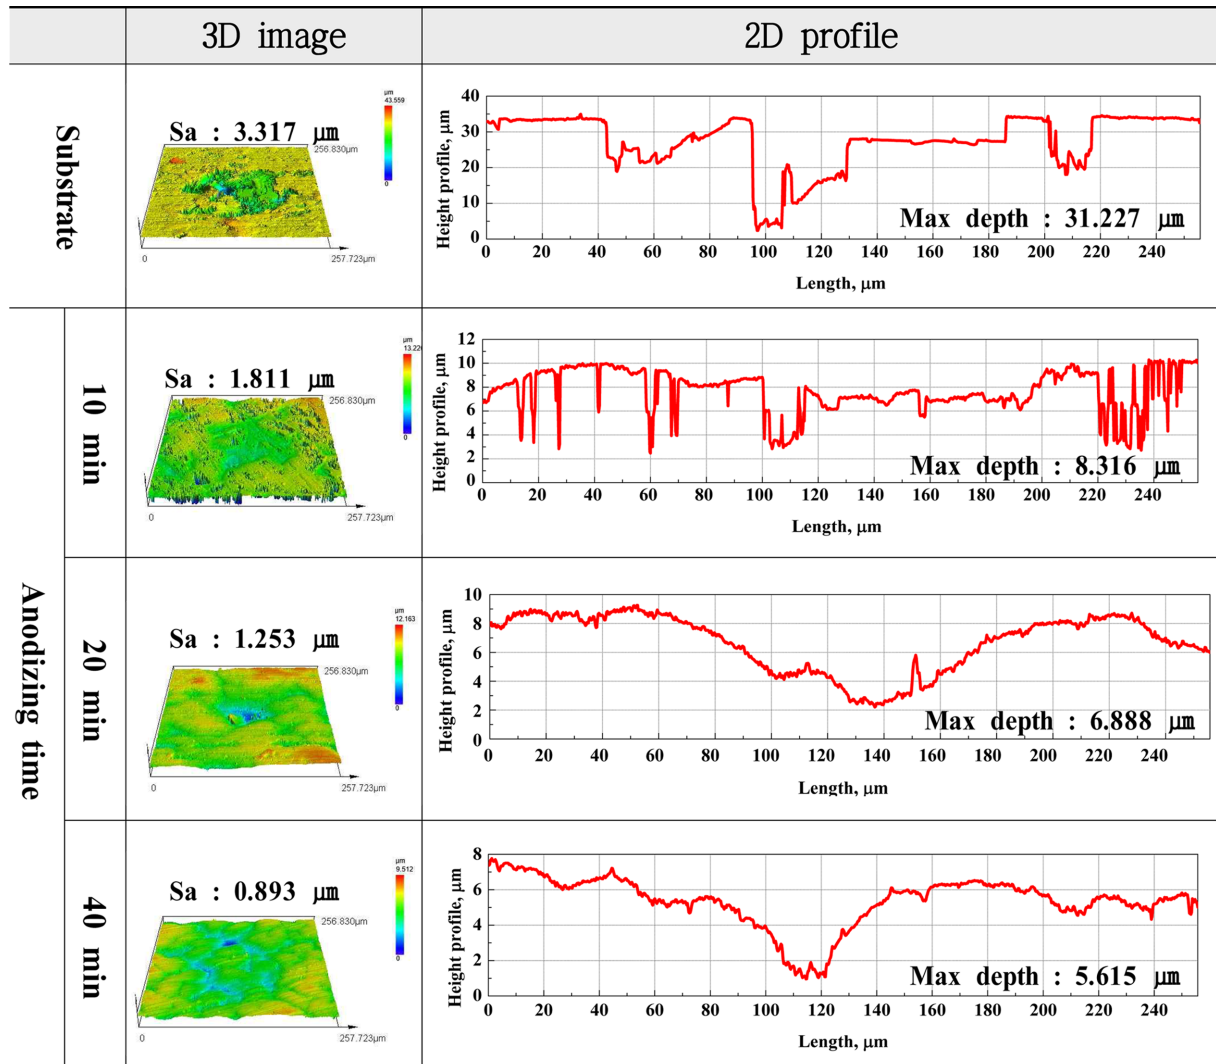 3D image
2D profile
Substrate
Sa : 3.317 μm
μm
43.559
0
256.830μm
0
257.723μm
Height profile, μm
40
30
20
10
0
0 20 40 60 80 100 120 140 160 180 200 220 240
Max depth : 31.227 μm
Length, μm
Anodizing time
10 min
Sa : 1.811 μm
μm
13.220
0
256.830μm
0
257.723μm
Height profile, μm
12
10
8
6
4
2
0
0 20 40 60 80 100 120 140 160 180 200 220 240
Max depth : 8.316 μm
Length, μm
20 min
Sa : 1.253 μm
μm
12.163
0
256.830μm
0
257.723μm
Height profile, μm
10
8
6
4
2
0
0 20 40 60 80 100 120 140 160 180 200 220 240
Max depth : 6.888 μm
Length, μm
40 min
Sa : 0.893 μm
μm
9.512
0
256.830μm
0
257.723μm
Height profile, μm
8
6
4
2
0
0 20 40 60 80 100 120 140 160 180 200 220 240
Max depth : 5.615 μm
Length, μm